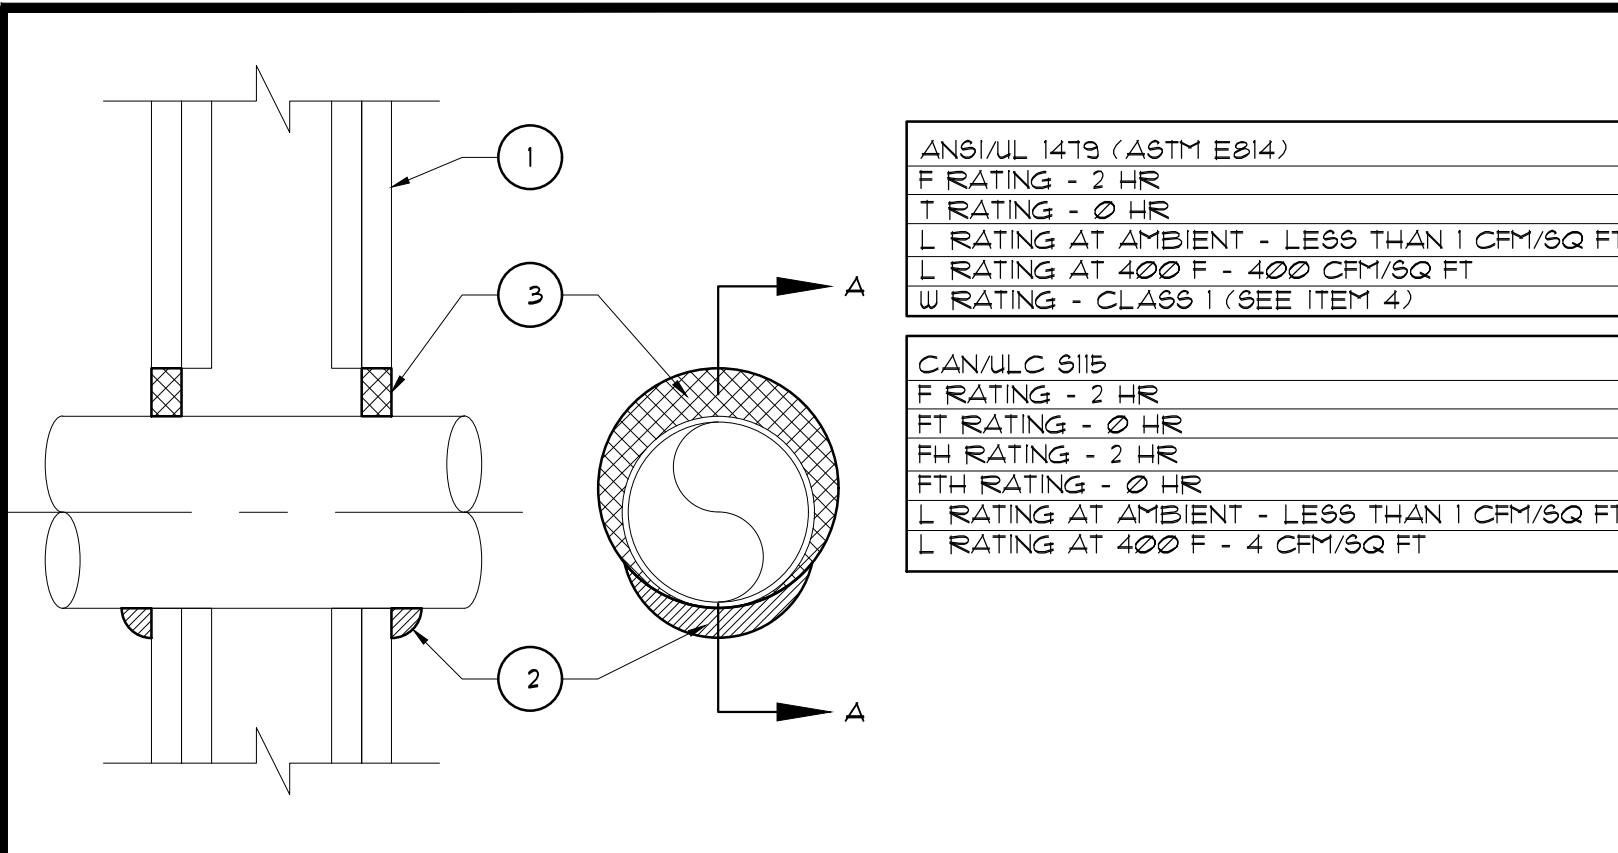 1
3
2
A
A
ANSI/UL 1479 (ASTM E814)
F RATING - 2 HR
T RATING - Ø HR
L RATING AT AMBIENT - LESS THAN 1 CFM/SQ FT
L RATING AT 4ØØ F - 4ØØ CFM/SQ FT
W RATING - CLASS 1 (SEE ITEM 4)
CAN/ULC S115
F RATING - 2 HR
FT RATING - Ø HR
FH RATING - 2 HR
FTH RATING - Ø HR
L RATING AT AMBIENT - LESS THAN 1 CFM/SQ FT
L RATING AT 4ØØ F - 4 CFM/SQ FT